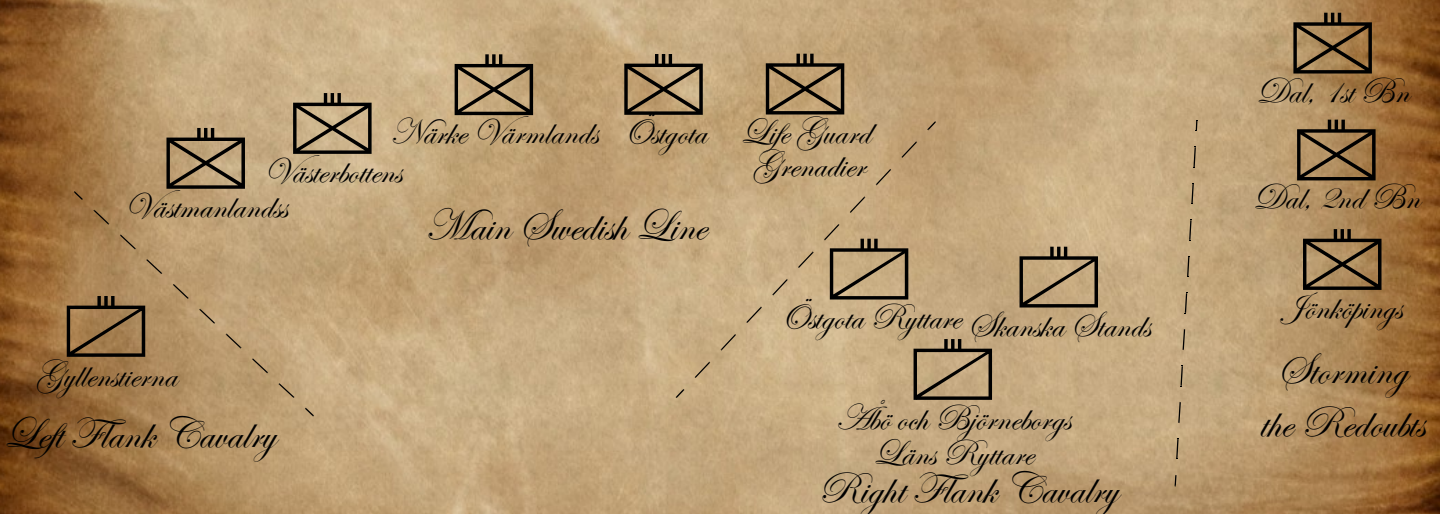 Dal, 1st Bn
Närke Värmlands
Östgota
Life Guard
Grenadier
Västerbottens
Västmanlandss
Dal, 2nd Bn
Main Swedish Line
Östgota Ryttare
Skanska Stands
Jönköpings
Gyllenstierna
Left Flank Cavalry
Åbö och Björneborgs
Läns Ryttare
Right Flank Cavalry
Storming
the Redoubts